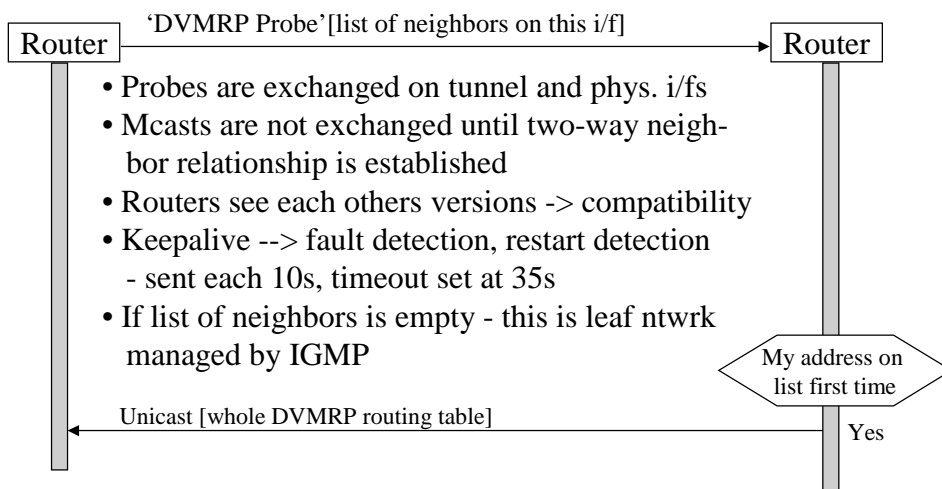 ‘DVMRP Probe’[list of neighbors on this i/f]
Router
Router
• Probes are exchanged on tunnel and phys. i/fs
• Mcasts are not exchanged until two-way neigh-
bor relationship is established
• Routers see each others versions -> compatibility
• Keepalive --> fault detection, restart detection
- sent each 10s, timeout set at 35s
• If list of neighbors is empty - this is leaf ntwrk
managed by IGMP
My address on
list first time
Unicast [whole DVMRP routing table]
Yes